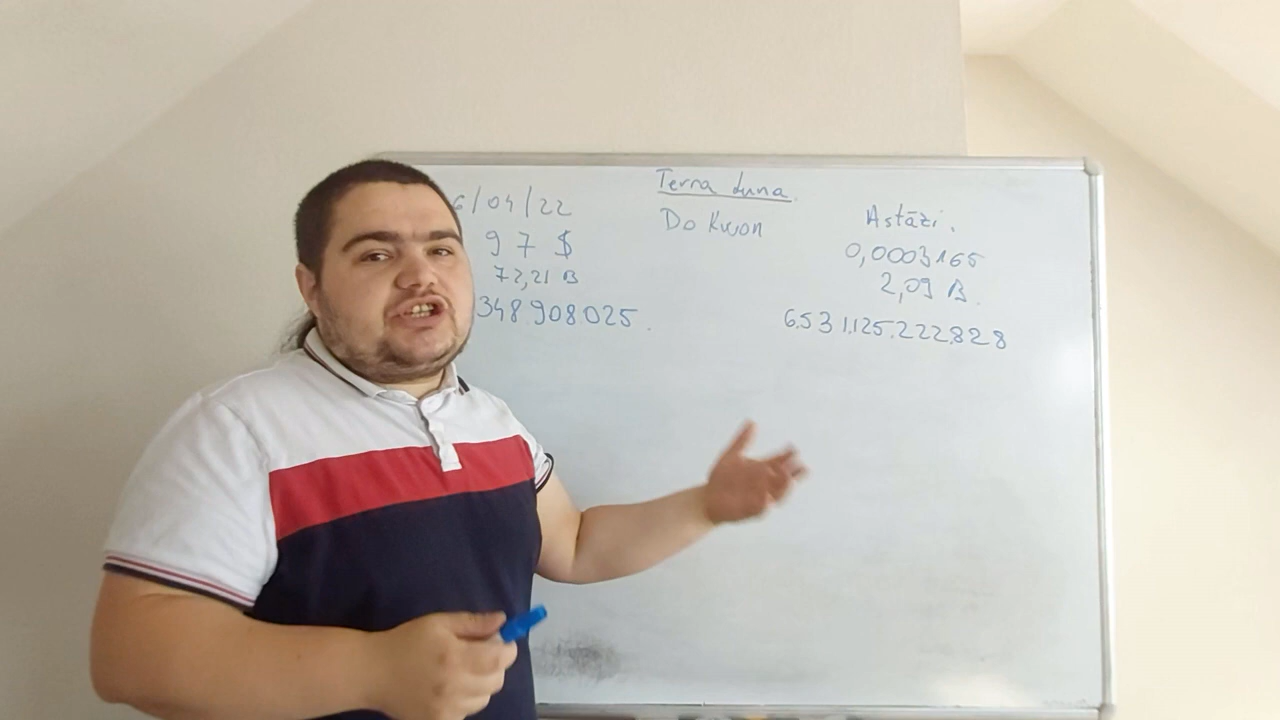 Terra Luna
Do Kwon
6/04/22
97 $
72,21 B
348.908.025.
Astăzi.
0,0003165
2,09 B.
6.531.125.222.828